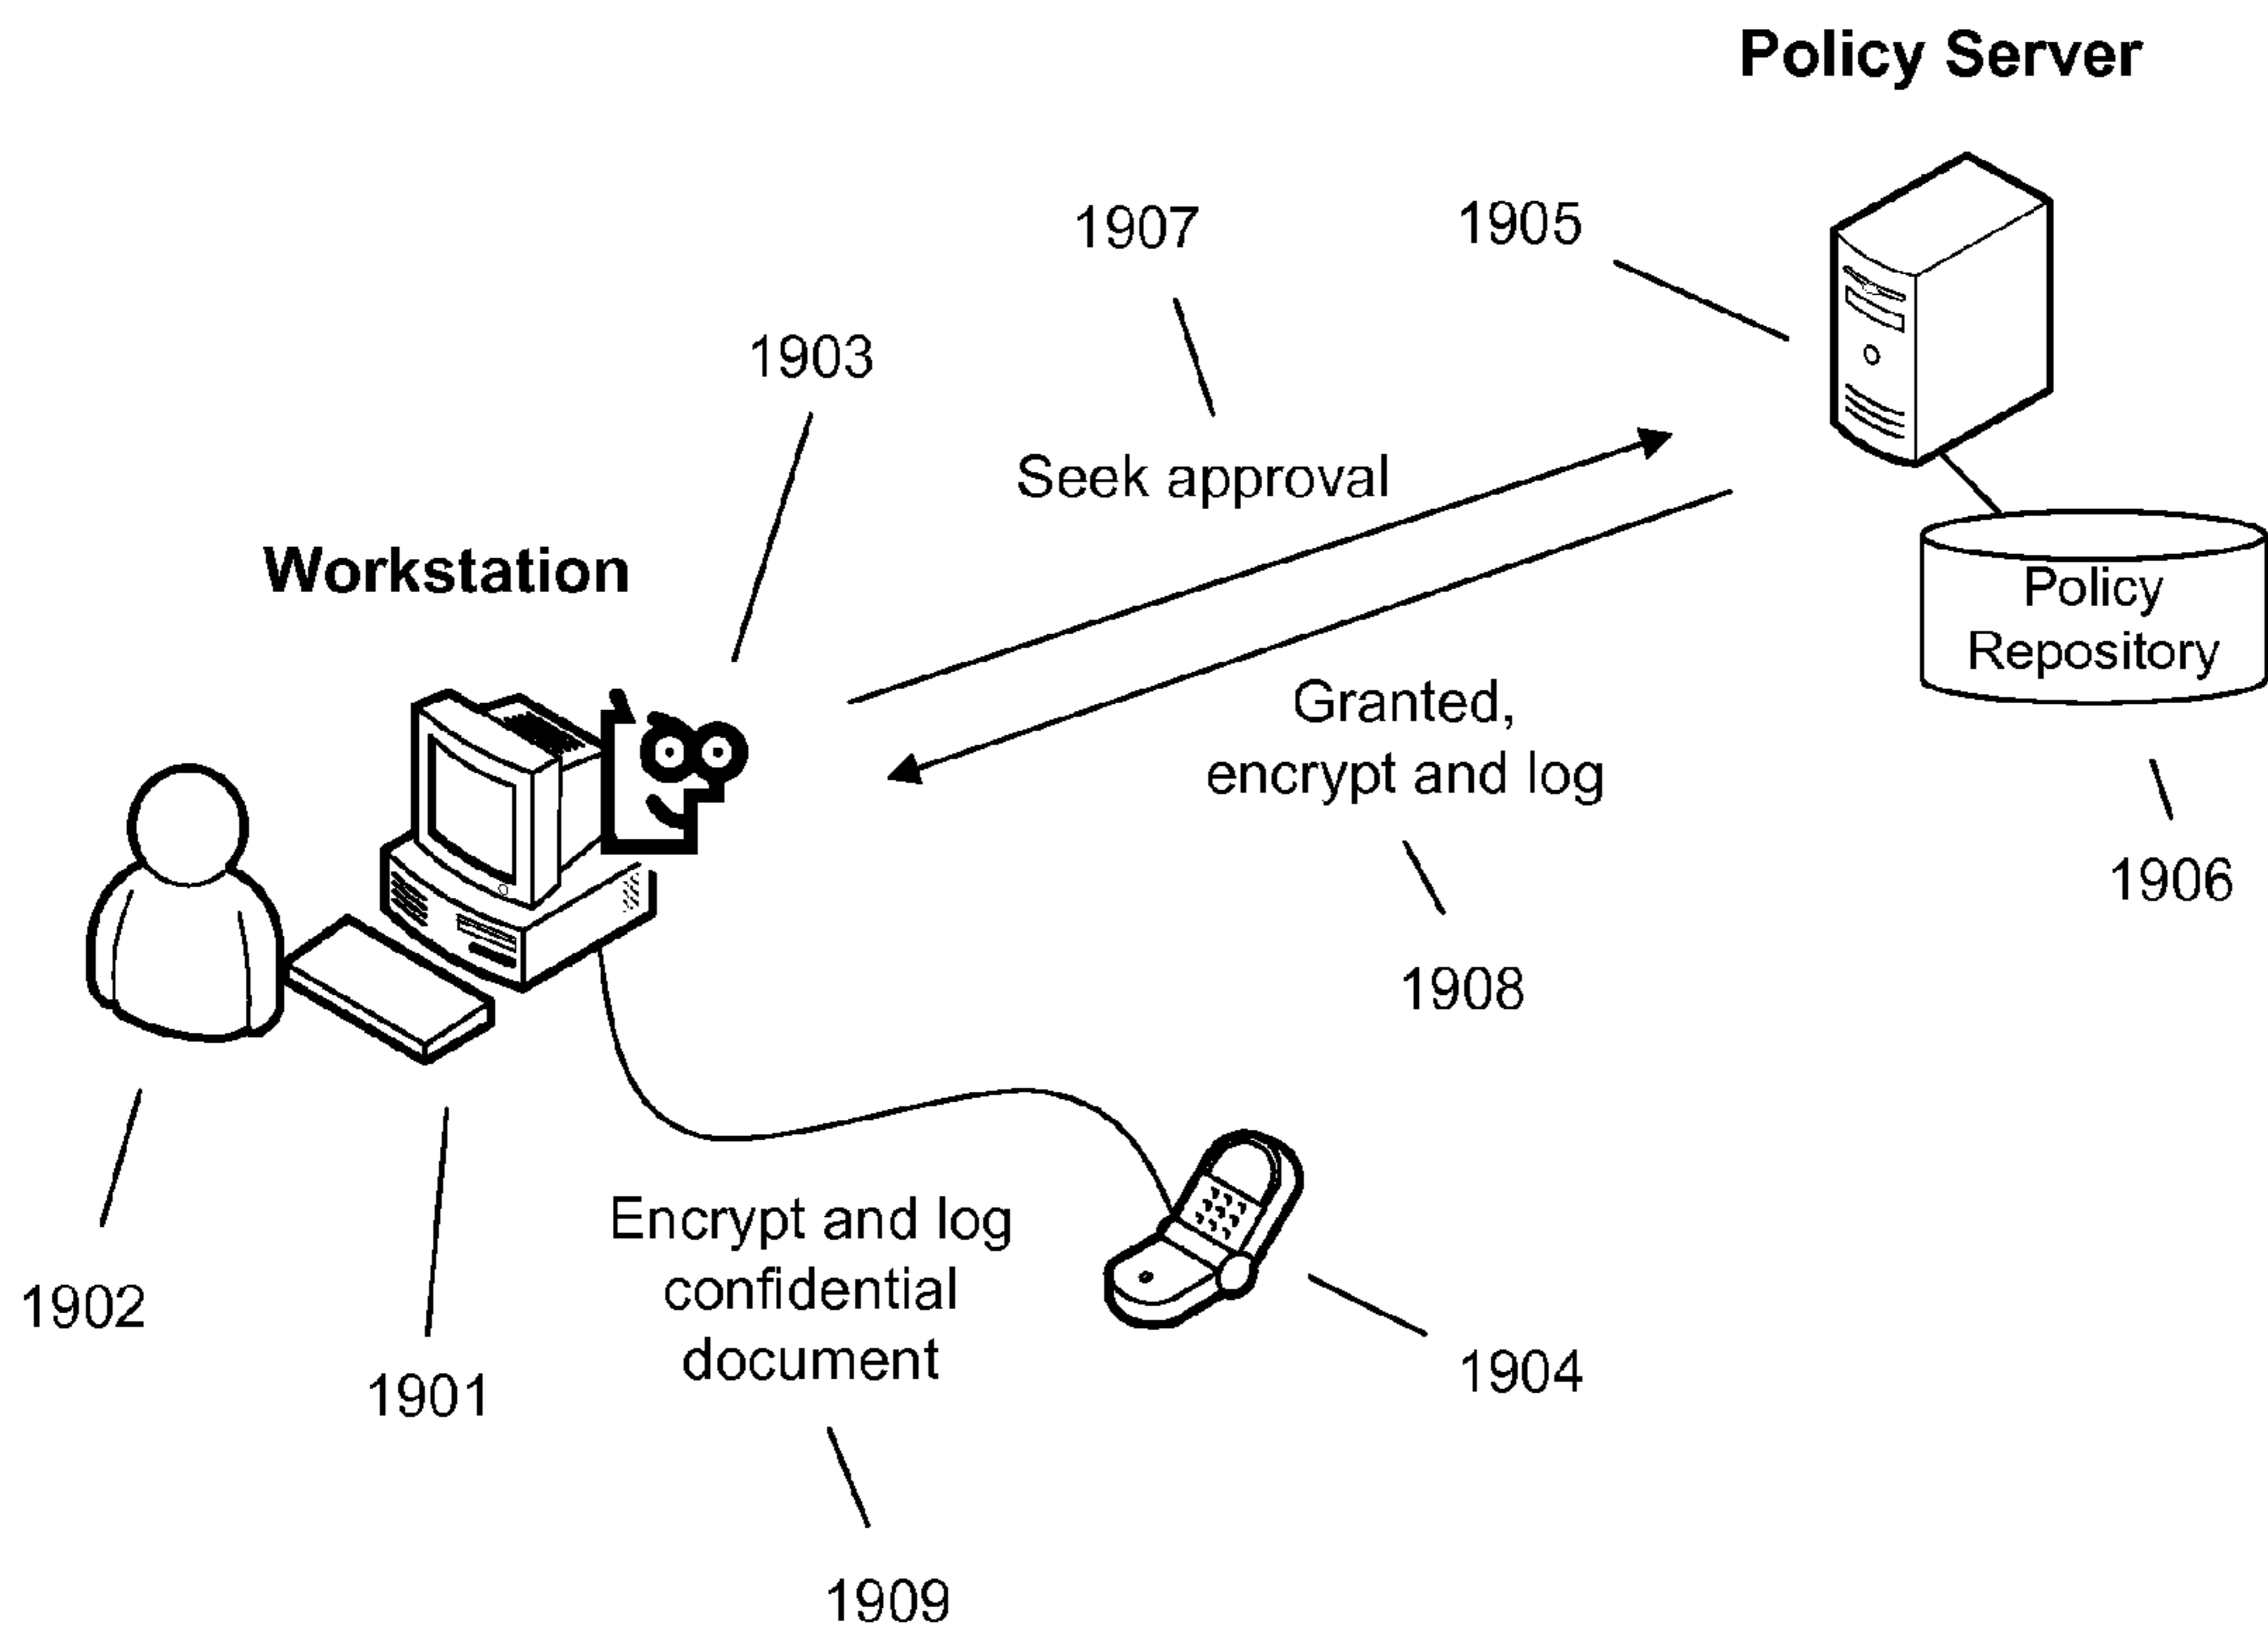 Policy Server
1907
1905
1903
Seek approval
Workstation
Policy
Repository
Granted,
encrypt and log
1906
1908
Encrypt and log
confidential
document
1902
1901
1904
1909